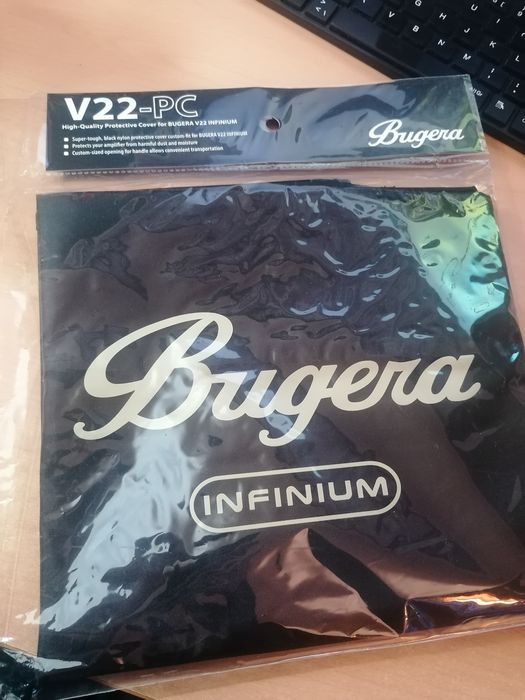 V22-PC
High-Quality Protective Cover for BUGERA V22 INFINIUM
Super-tough, black nylon protective cover custom-fit for BUGERA V22 INFINIUM
Protects your amplifier from harmful dust and moisture
Custom-sized opening for handle allows convenient transportation
Bugera
Bugera
INFINIUM